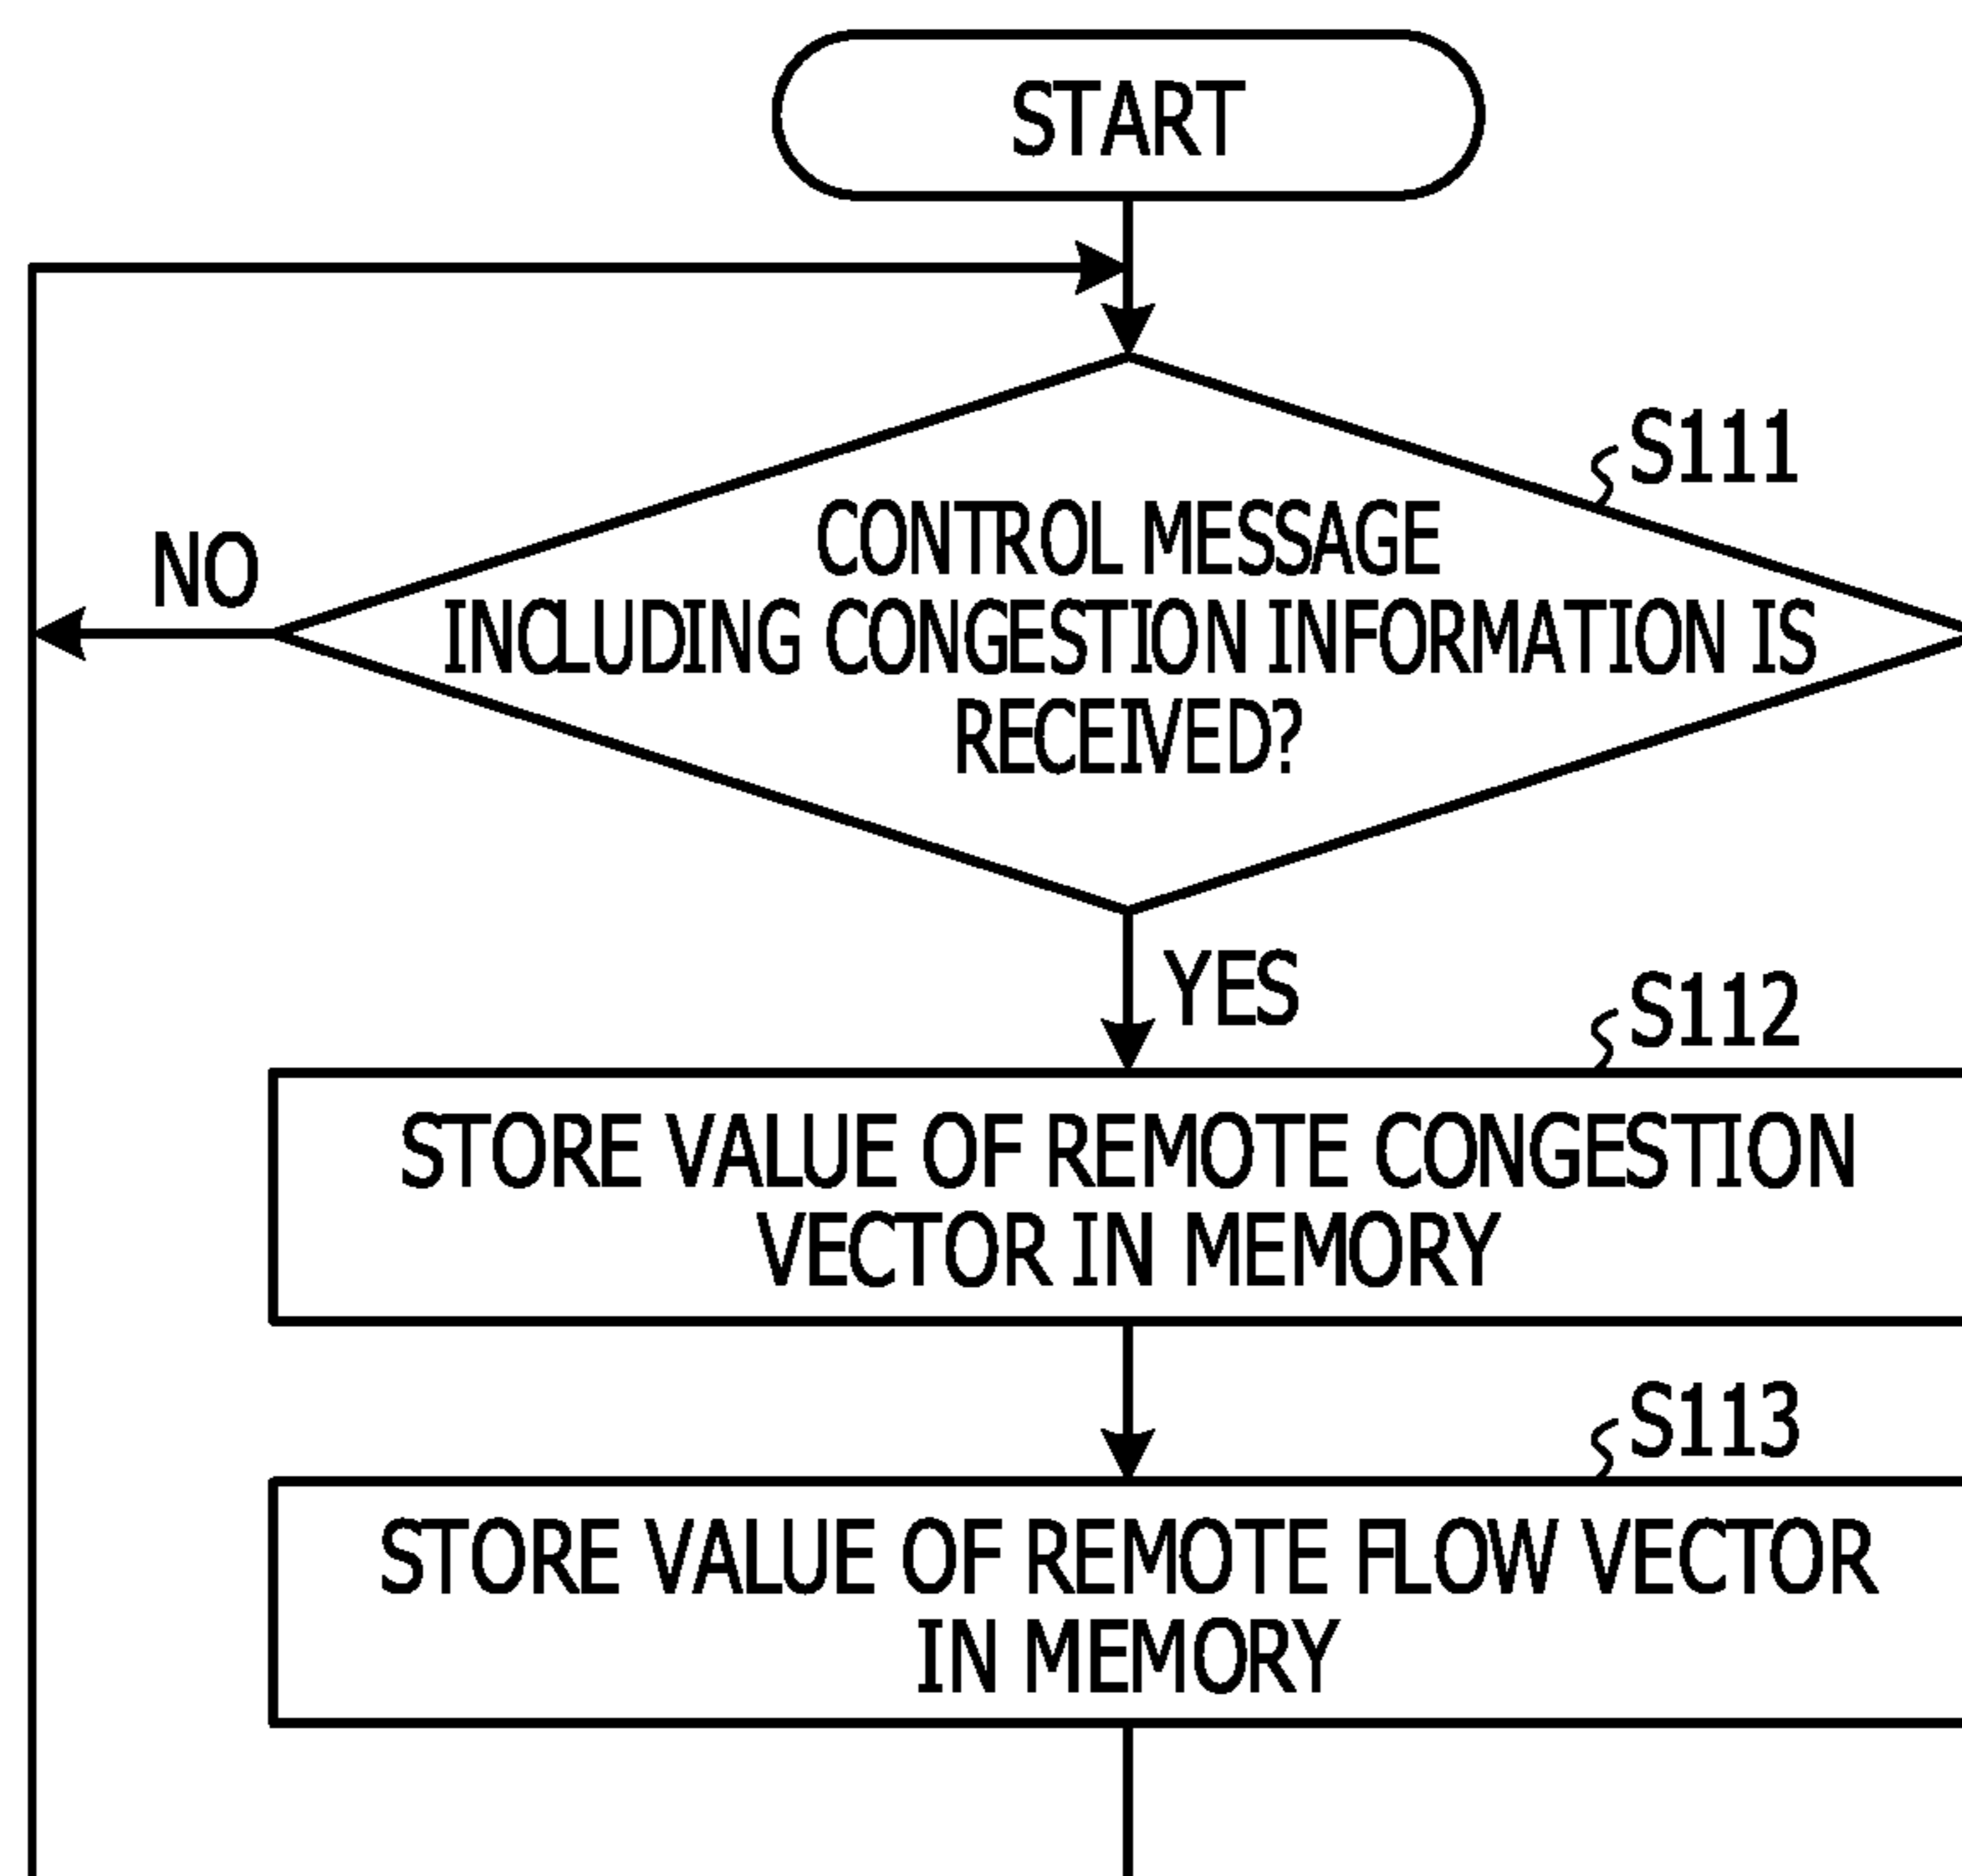 START
S111
CONTROL MESSAGE
INCLUDING CONGESTION INFORMATION IS
RECEIVED?
NO
YES
S112
STORE VALUE OF REMOTE CONGESTION
VECTOR IN MEMORY
S113
STORE VALUE OF REMOTE FLOW VECTOR
IN MEMORY